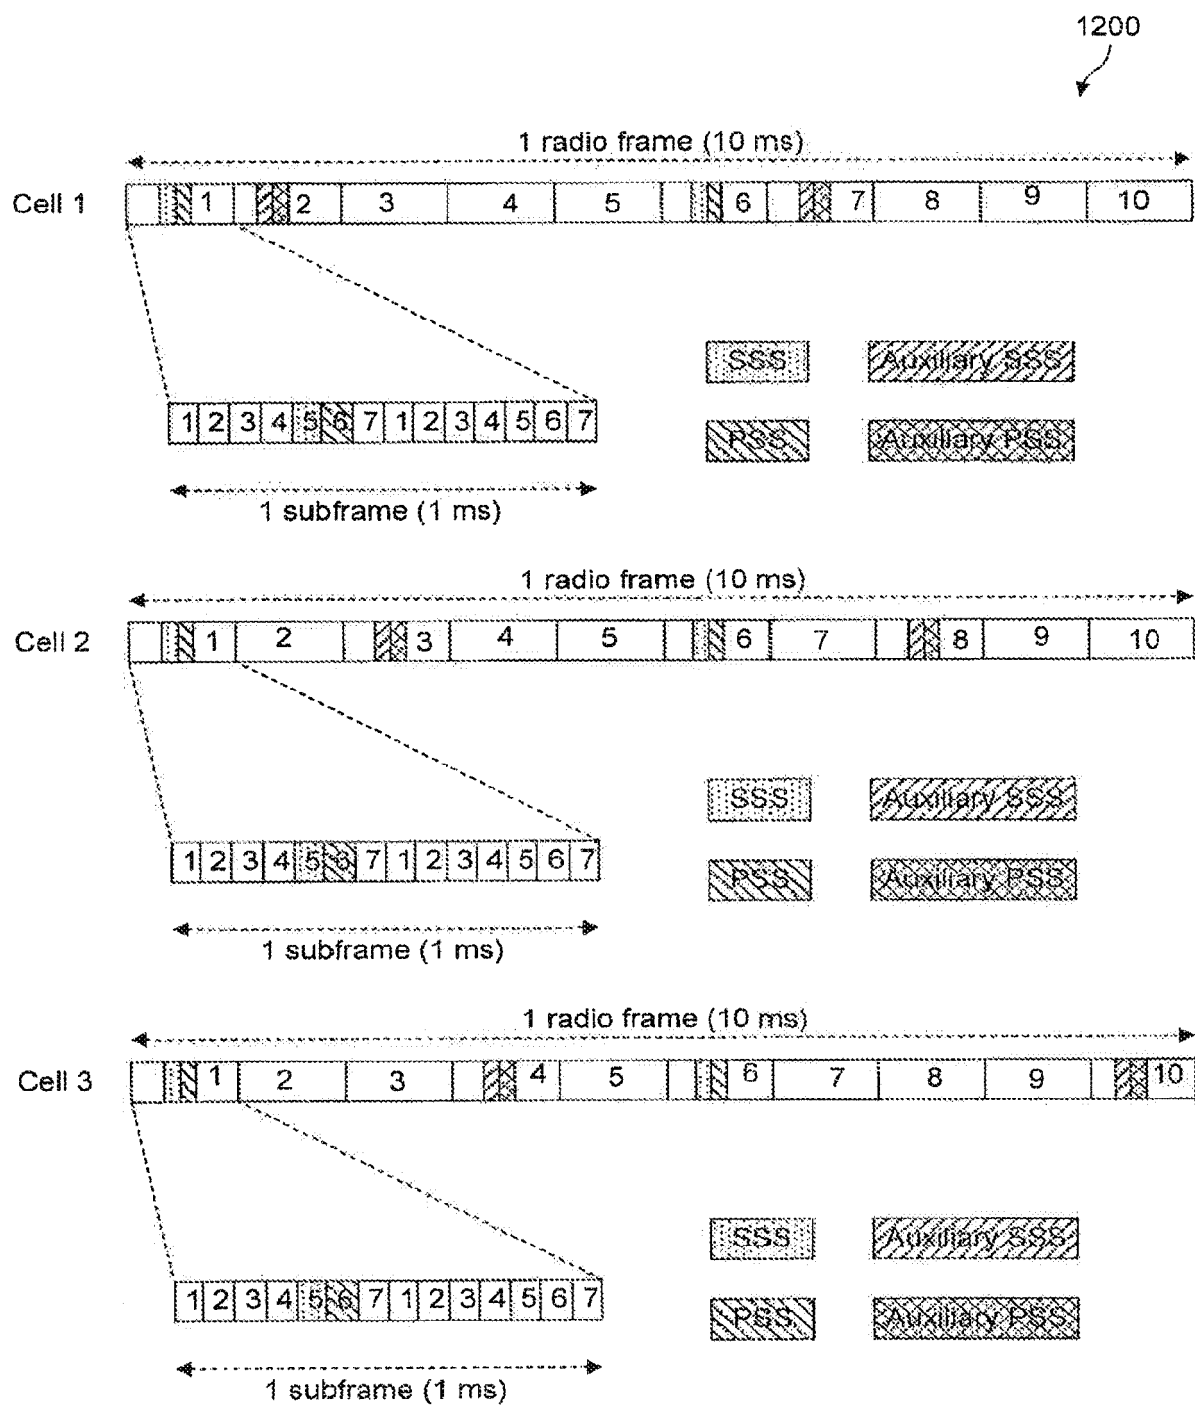 1200
1 radio frame (10 ms)
Cell 1 1 2 3 4 5 6 7 8 9 10
SSS Auxiliary SSS
1 2 3 4 5 6 7 1 2 3 4 5 6 7
PSS Auxiliary PSS
1 subframe (1 ms)
1 radio frame (10 ms)
Cell 2 1 2 3 4 5 6 7 8 9 10
SSS Auxiliary SSS
1 2 3 4 5 6 7 1 2 3 4 5 6 7
PSS Auxiliary PSS
1 subframe (1 ms)
1 radio frame (10 ms)
Cell 3 1 2 3 4 5 6 7 8 9 10
SSS Auxiliary SSS
1 2 3 4 5 6 7 1 2 3 4 5 6 7
PSS Auxiliary PSS
1 subframe (1 ms)